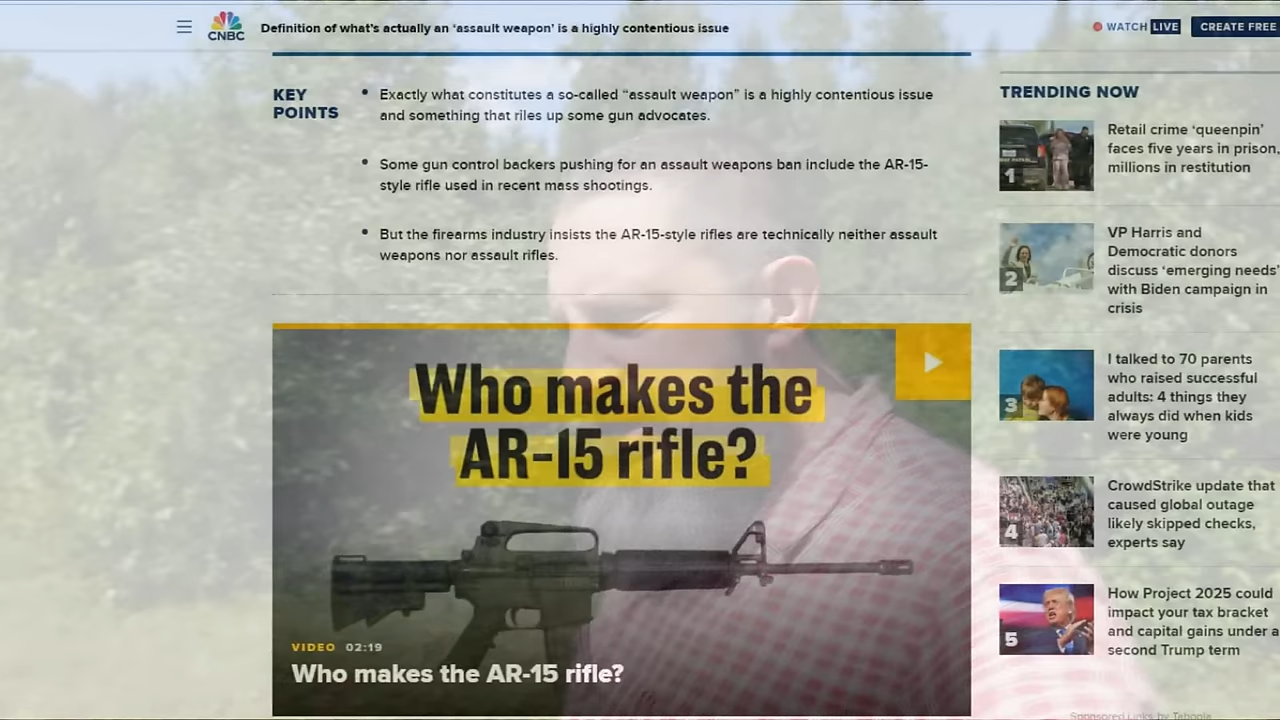 CNBC
Definition of what's actually an ‘assault weapon’ is a highly contentious issue
WATCH LIVE
CREATE FREE
KEY
POINTS
Exactly what constitutes a so-called “assault weapon” is a highly contentious issue
and something that riles up some gun advocates.
Some gun control backers pushing for an assault weapons ban include the AR-15-
style rifle used in recent mass shootings.
But the firearms industry insists the AR-15-style rifles are technically neither assault
weapons nor assault rifles.
Who makes the
AR-15 rifle?
VIDEO 02:19
Who makes the AR-15 rifle?
TRENDING NOW
1
Retail crime ‘queenpin’
faces five years in prison,
millions in restitution
2
VP Harris and
Democratic donors
discuss ‘emerging needs’
with Biden campaign in
crisis
3
I talked to 70 parents
who raised successful
adults: 4 things they
always did when kids
were young
4
CrowdStrike update that
caused global outage
likely skipped checks,
experts say
5
How Project 2025 could
impact your tax bracket
and capital gains under a
second Trump term
Sponsored Links by Taboola